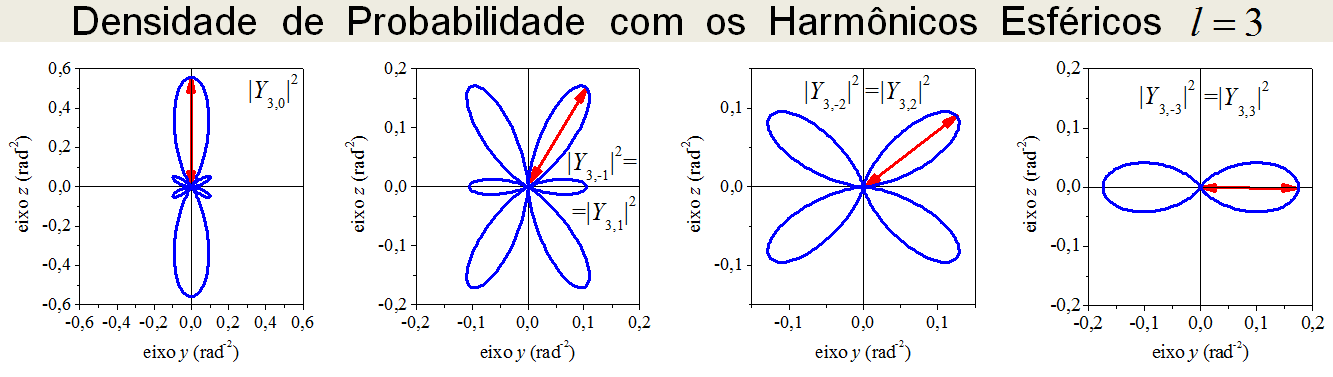 Densidade de Probabilidade com os Harmônicos Esféricos l = 3
|Y3,0|²
0,6
0,4
0,2
0,0
-0,2
-0,4
-0,6
eixo z (rad-2)
-0,6 -0,4 -0,2 0,0 0,2 0,4 0,6
eixo y (rad-2)
|Y3,-1|²=
=|Y3,1|²
0,2
0,1
0,0
-0,1
-0,2
eixo z (rad-2)
-0,2 -0,1 0,0 0,1 0,2
eixo y (rad-2)
|Y3,-2|²=|Y3,2|²
0,1
0,0
-0,1
eixo z (rad-2)
-0,1 0,0 0,1
eixo y (rad-2)
|Y3,-3|²=|Y3,3|²
0,2
0,1
0,0
-0,1
-0,2
eixo z (rad-2)
-0,2 -0,1 0,0 0,1 0,2
eixo y (rad-2)